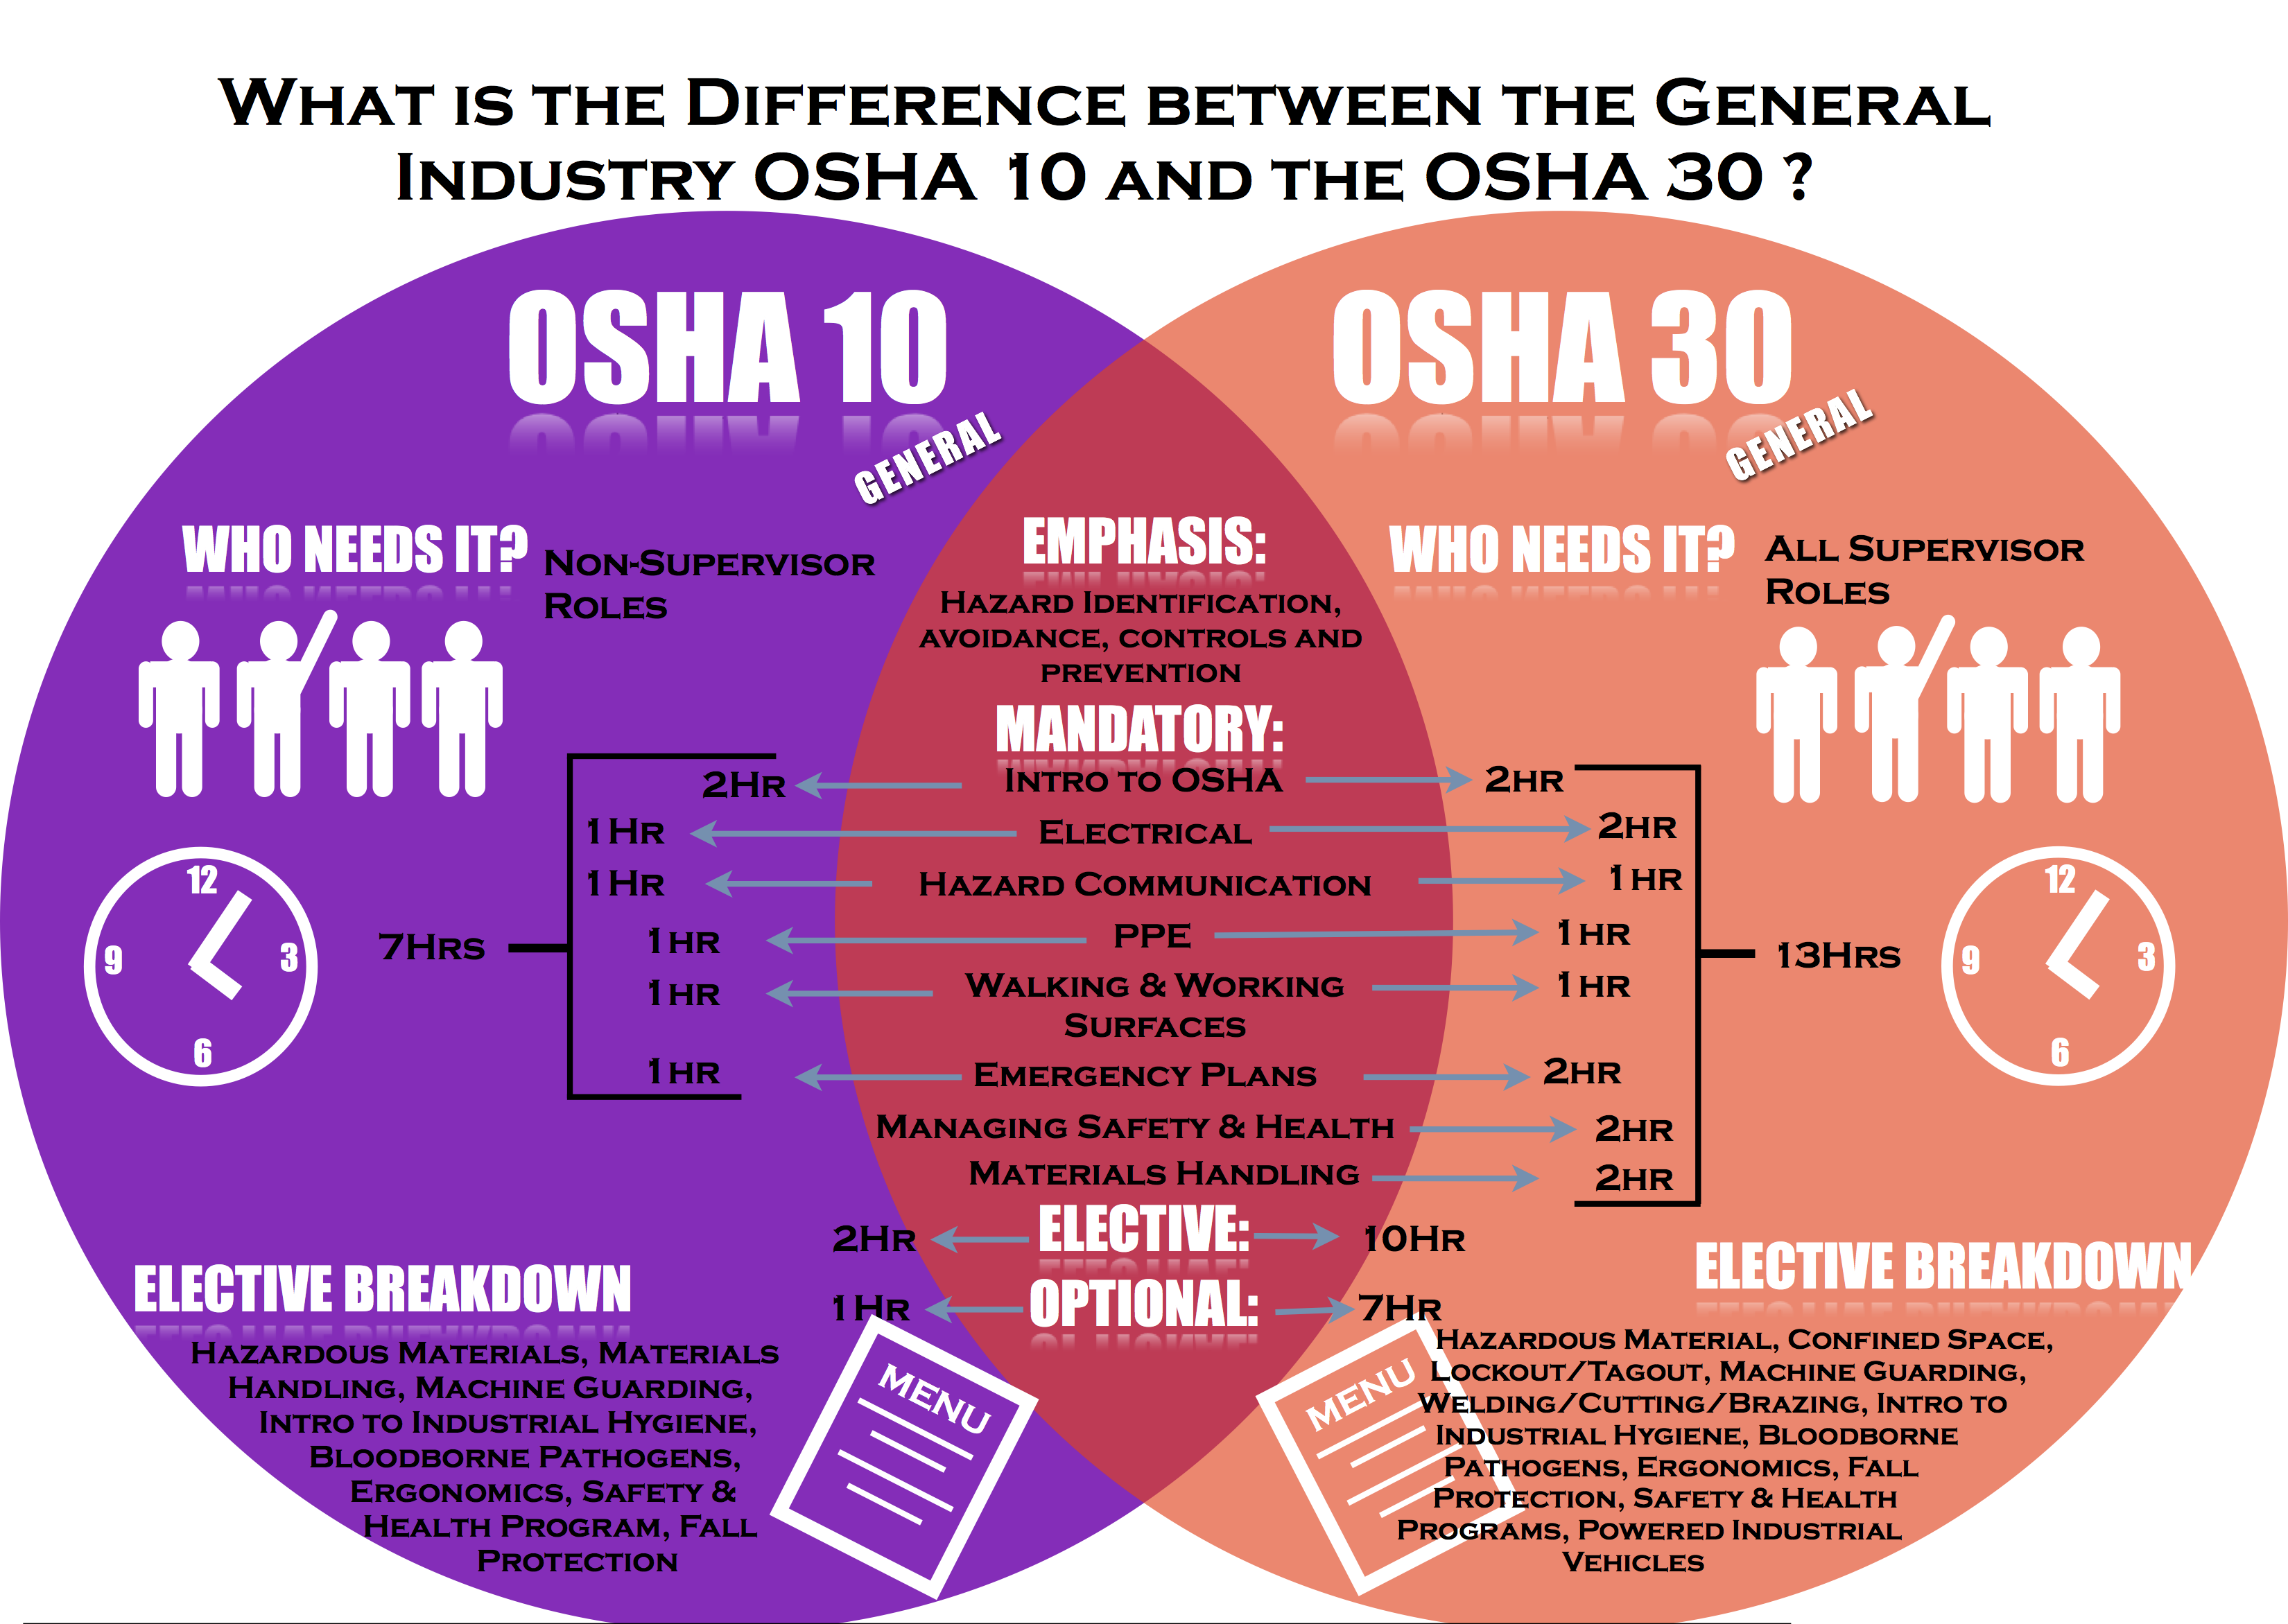 What is the Difference between the General
Industry OSHA 10 and the OSHA 30 ?
OSHA 10
GENERAL
OSHA 30
GENERAL
WHO NEEDS IT?
Non-Supervisor
Roles
EMPHASIS:
Hazard Identification,
avoidance, controls and
prevention
WHO NEEDS IT?
All Supervisor
Roles
MANDATORY:
2Hr Intro to OSHA 2hr
1Hr Electrical 2hr
1Hr Hazard Communication 1hr
1hr PPE 1hr
1hr Walking & Working 1hr
Surfaces
1hr Emergency Plans 2hr
Managing Safety & Health 2hr
Materials Handling 2hr
7Hrs
13Hrs
12
3
6
9
12
3
6
9
2Hr ELECTIVE: 10Hr
1Hr OPTIONAL: 7Hr
ELECTIVE BREAKDOWN
Hazardous Materials, Materials
Handling, Machine Guarding,
Intro to Industrial Hygiene,
Bloodborne Pathogens,
Ergonomics, Safety &
Health Program, Fall
Protection
MENU
ELECTIVE BREAKDOWN
Hazardous Material, Confined Space,
Lockout/Tagout, Machine Guarding,
Welding/Cutting/Brazing, Intro to
Industrial Hygiene, Bloodborne
Pathogens, Ergonomics, Fall
Protection, Safety & Health
Programs, Powered Industrial
Vehicles
MENU